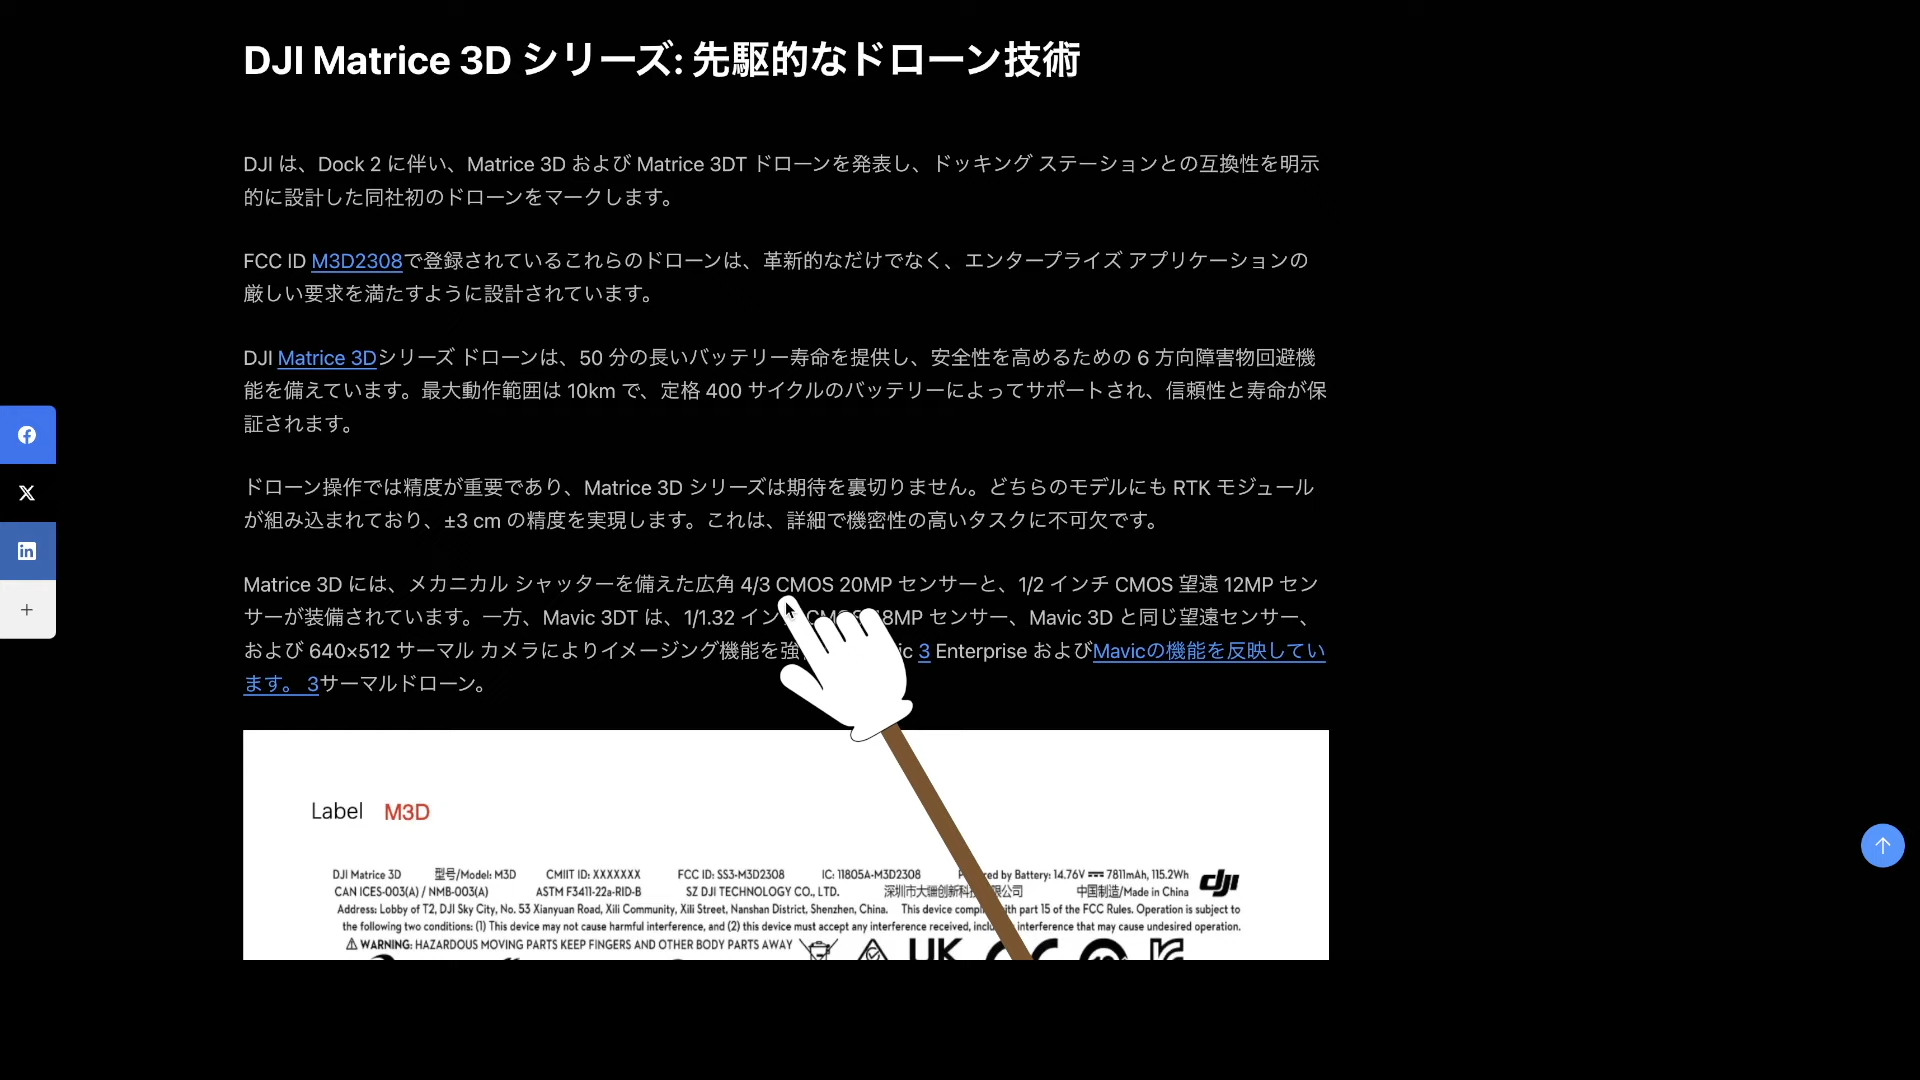 DJI Matrice 3D シリーズ: 先駆的なドローン技術
DJI は、Dock 2 に伴い、Matrice 3D および Matrice 3DT ドローンを発表し、ドッキング ステーションとの互換性を明示
的に設計した同社初のドローンをマークします。
FCC ID M3D2308で登録されているこれらのドローンは、革新的なだけでなく、エンタープライズ アプリケーションの
厳しい要求を満たすように設計されています。
DJI Matrice 3Dシリーズ ドローンは、50 分の長いバッテリー寿命を提供し、安全性を高めるための 6 方向障害物回避機
能を備えています。最大動作範囲は 10km で、定格 400 サイクルのバッテリーによってサポートされ、信頼性と寿命が保
証されます。
ドローン操作では精度が重要であり、Matrice 3D シリーズは期待を裏切りません。どちらのモデルにも RTK モジュール
が組み込まれており、±3 cm の精度を実現します。これは、詳細で機密性の高いタスクに不可欠です。
Matrice 3D には、メカニカル シャッターを備えた広角 4/3 CMOS 20MP センサーと、1/2 インチ CMOS 望遠 12MP セン
サーが装備されています。一方、Mavic 3DT は、1/1.32 イン CMOS 8MP センサー、Mavic 3D と同じ望遠センサー、
および 640×512 サーマル カメラによりイメージング機能を強 ic 3 Enterprise およびMavicの機能を反映してい
ます。 3サーマルドローン。
Label M3D
DJI Matrice 3D 型号/Model: M3D CMIIT ID: XXXXXXX FCC ID: SS3-M3D2308 IC: 11805A-M3D2308 ed by Battery: 14.76V ⎓ 7811mAh, 115.2Wh dji
CAN ICES-003(A) / NMB-003(A) ASTM F3411-22a-RID-B SZ DJI TECHNOLOGY CO., LTD. 深圳市大疆创新科技 限公司 中国制造/Made in China
Address: Lobby of T2, DJI Sky City, No. 53 Xianyuan Road, Xili Community, Xili Street, Nanshan District, Shenzhen, China. This device compl with part 15 of the FCC Rules. Operation is subject to
the following two conditions: (1) This device may not cause harmful interference, and (2) this device must accept any interference received, inclu interference that may cause undesired operation.
⚠ WARNING: HAZARDOUS MOVING PARTS KEEP FINGERS AND OTHER BODY PARTS AWAY UK